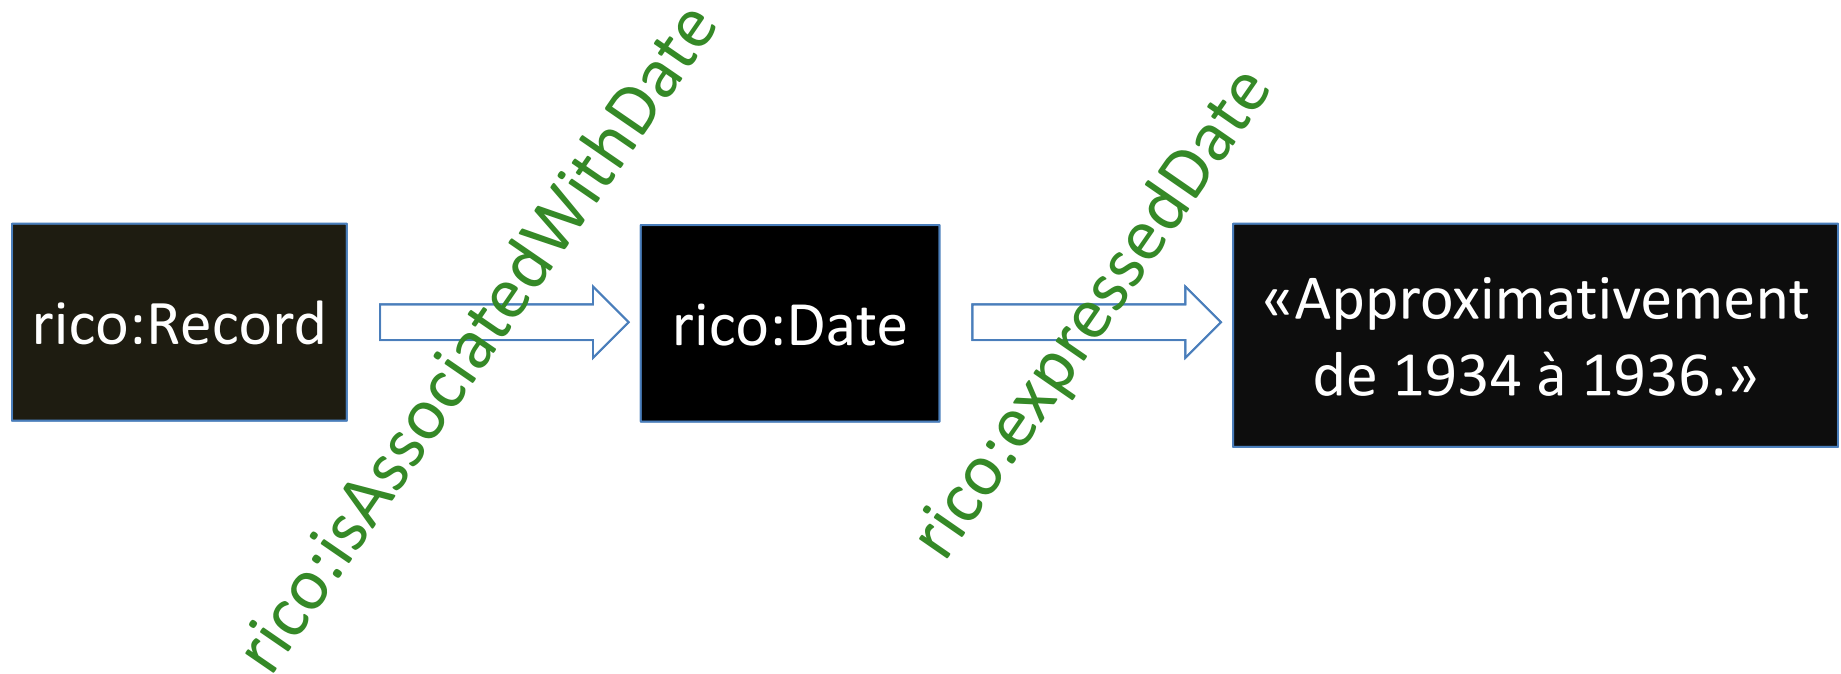 rico:Record
rico:isAssociatedWithDate
rico:Date
rico:expressedDate
«Approximativement
de 1934 à 1936.»